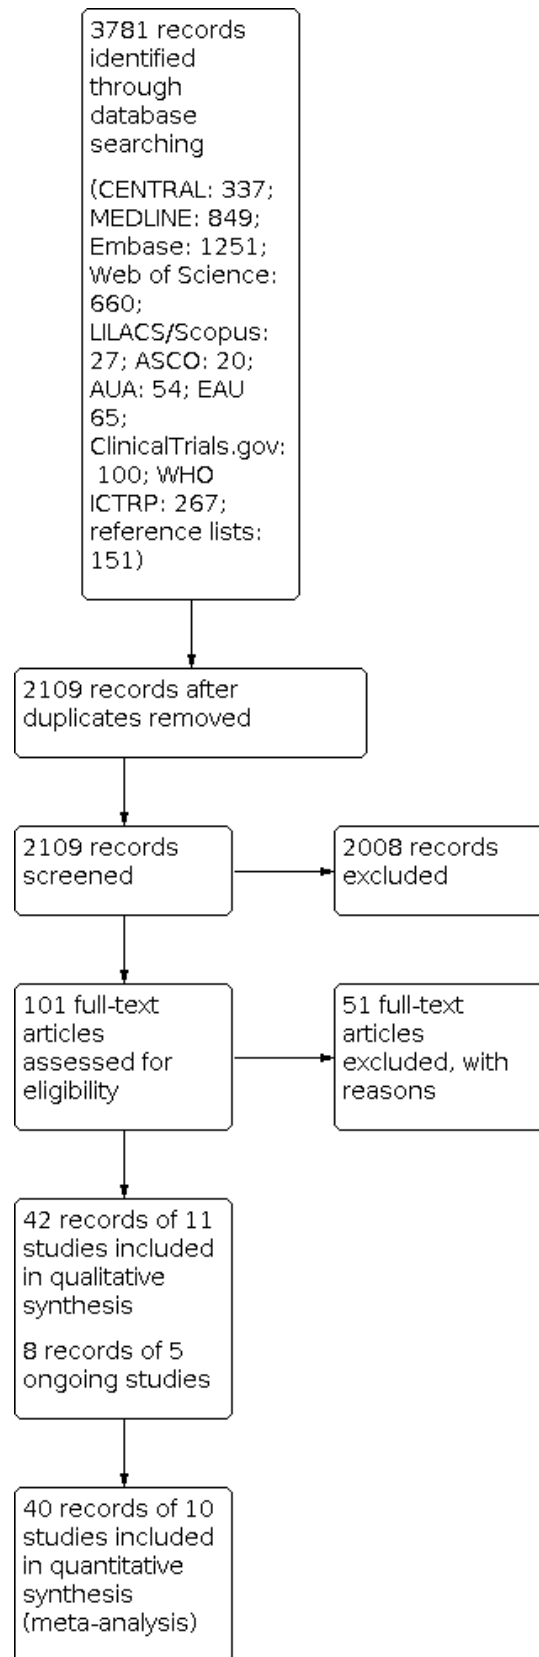 3781 records
identified
through
database
searching
(CENTRAL: 337;
MEDLINE: 849;
Embase: 1251;
Web of Science:
660;
LILACS/Scopus:
27; ASCO: 20;
AUA: 54; EAU
65;
ClinicalTrials.gov:
100; WHO
ICTRP: 267;
reference lists:
151)
2109 records after
duplicates removed
2109 records
screened
2008 records
excluded
101 full-text
articles
assessed for
eligibility
51 full-text
articles
excluded, with
reasons
42 records of 11
studies included
in qualitative
synthesis
8 records of 5
ongoing studies
40 records of 10
studies included
in quantitative
synthesis
(meta-analysis)